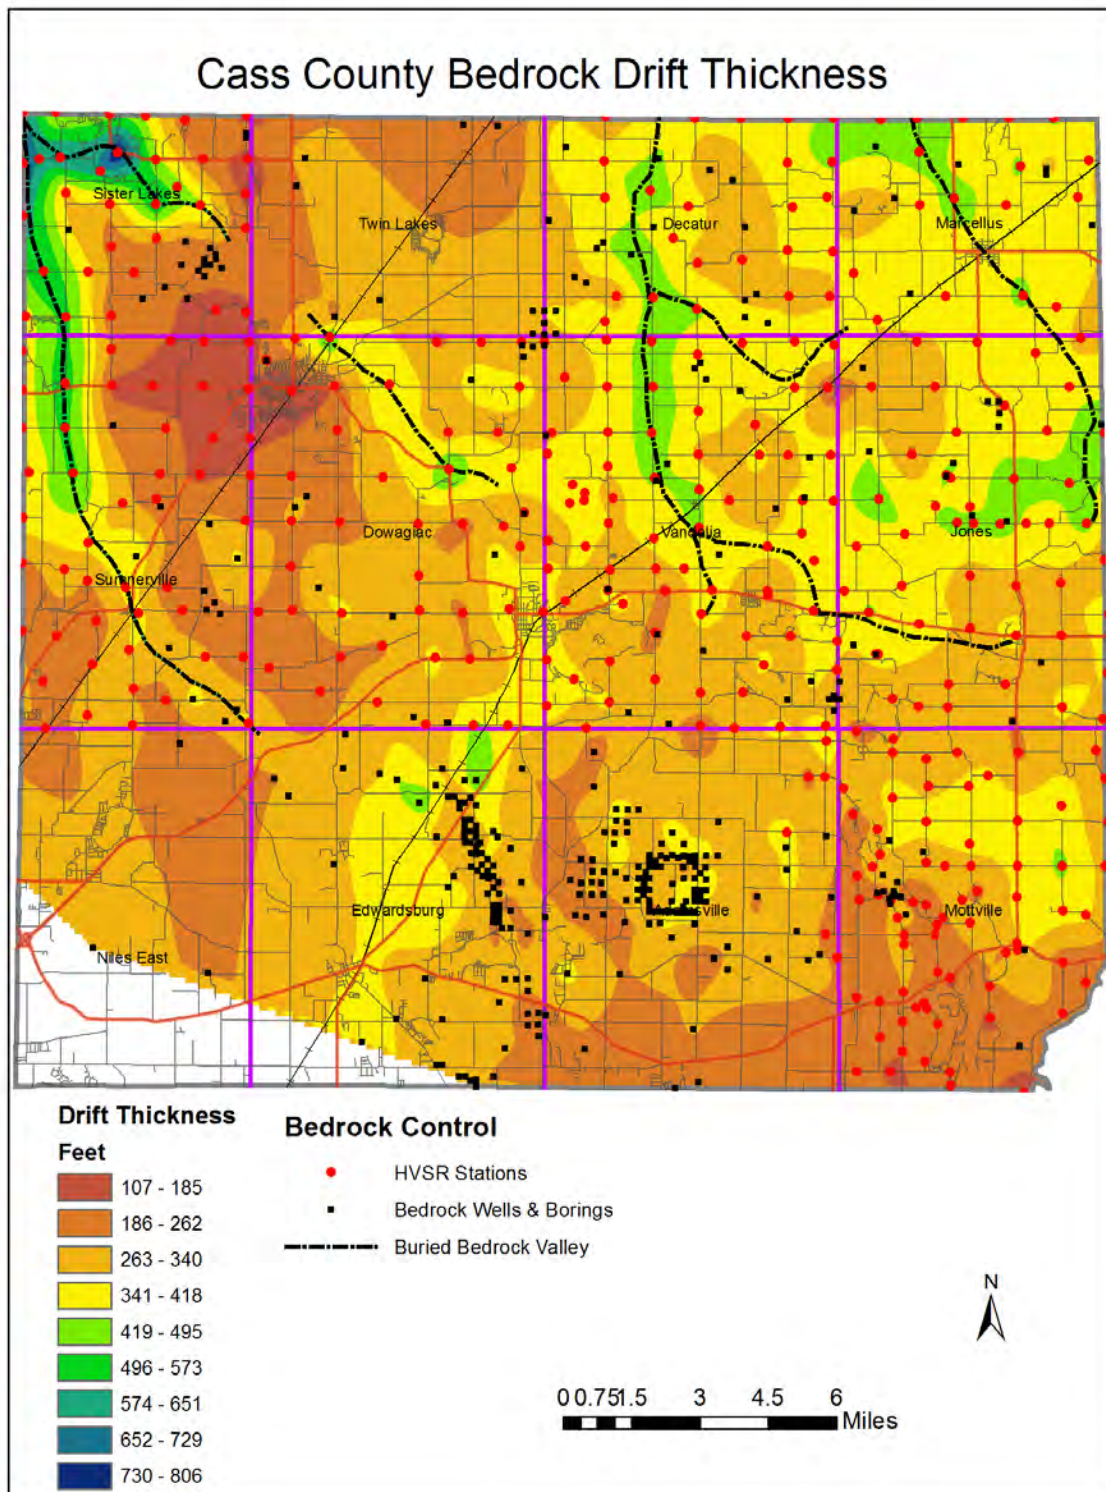 Cass County Bedrock Drift Thickness
Sister Lakes
Twin Lakes
Decatur
Marcellus
Dowagiac
Vandalia
Jones
Sumnerville
Edwardsburg
Adamsville
Mottville
Niles East
Drift Thickness
Feet
107 - 185
186 - 262
263 - 340
341 - 418
419 - 495
496 - 573
574 - 651
652 - 729
730 - 806
Bedrock Control
HVSR Stations
Bedrock Wells & Borings
Buried Bedrock Valley
N
0 0.75 1.5 3 4.5 6
Miles